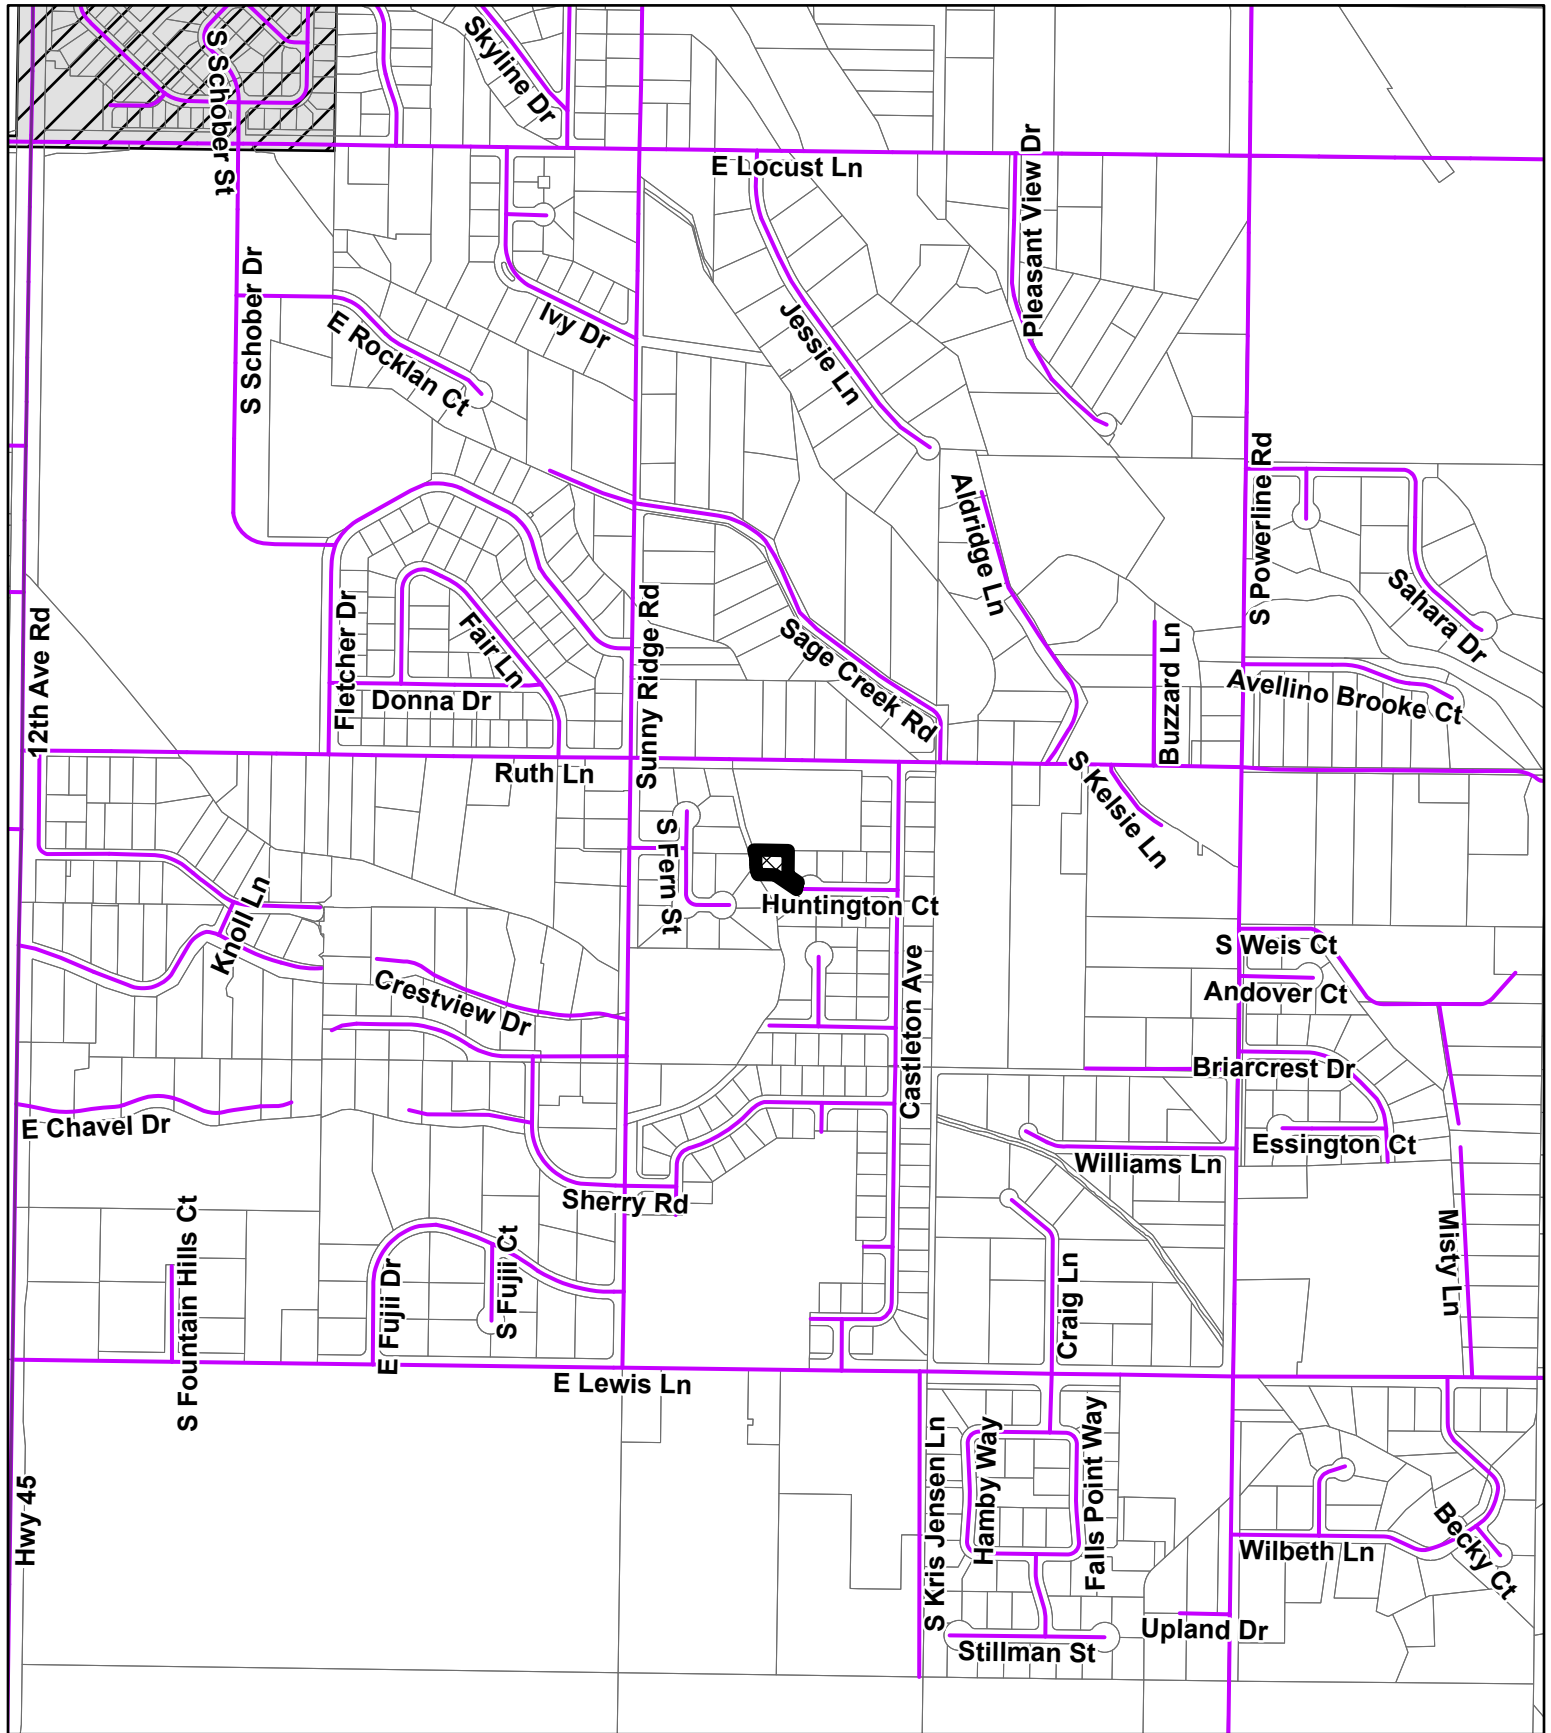 S Schober St
Skyline Dr
E Locust Ln
Pleasant View Dr
S Schober Dr
Ivy Dr
E Rocklan Ct
Jessie Ln
S Powerline Rd
Aldridge Ln
Sahara Dr
12th Ave Rd
Fletcher Dr
Fair Ln
Donna Dr
Sunny Ridge Rd
Sage Creek Rd
Buzzard Ln
Avellino Brooke Ct
Ruth Ln
S Kelsie Ln
S Fern St
Huntington Ct
Knoll Ln
Crestview Dr
Castleton Ave
S Weis Ct
Andover Ct
Briarcrest Dr
E Chavel Dr
Essington Ct
Williams Ln
Sherry Rd
S Fountain Hills Ct
E Fujii Dr
S Fujii Ct
Craig Ln
Misty Ln
E Lewis Ln
Hwy 45
S Kris Jensen Ln
Hamby Way
Falls Point Way
Becky Ct
Wilbeth Ln
Upland Dr
Stillman St